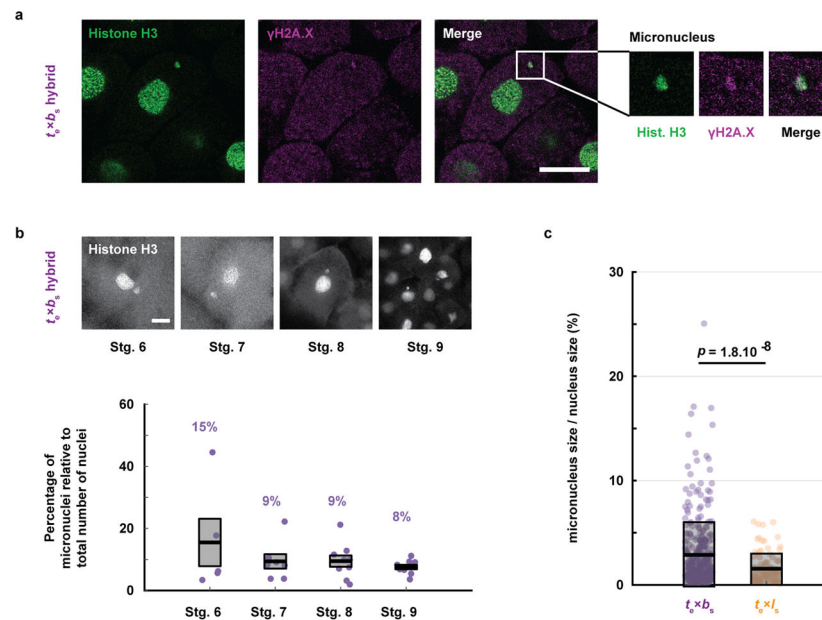 a
te×bs hybrid
Histone H3
γH2A.X
Merge
Micronucleus
Hist. H3
γH2A.X
Merge
b
te×bs hybrid
Histone H3
Stg. 6
Stg. 7
Stg. 8
Stg. 9
Percentage of
micronuclei relative to
total number of nuclei
60
40
20
0
15%
9%
9%
8%
Stg. 6
Stg. 7
Stg. 8
Stg. 9
c
micronucleus size / nucleus size (%)
30
20
10
0
p = 1.8.10 -8
te×bs
te×ls